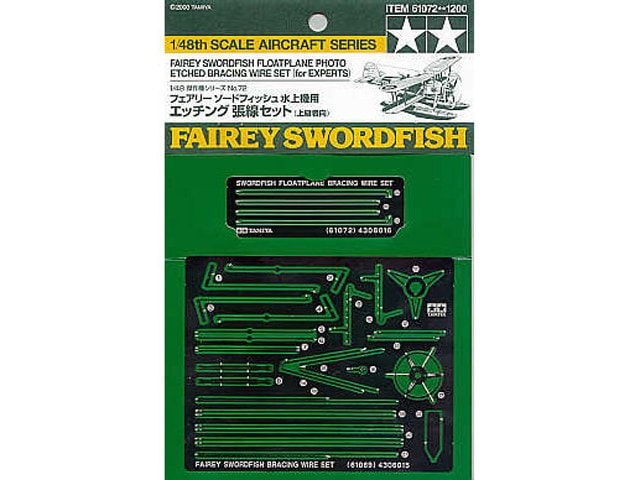 ©2000 TAMIYA
ITEM 61072**1200
1/48th SCALE AIRCRAFT SERIES
FAIREY SWORDFISH FLOATPLANE PHOTO
ETCHED BRACING WIRE SET (for EXPERTS)
1/48 傑作機シリーズ No.72
フェアリー ソードフィッシュ 水上機用
エッチング 張線セット (上級者向)
FAIREY SWORDFISH
SWORDFISH FLOATPLANE BRACING WIRE SET
TAMIYA (61072) 4306016
TAMIYA
FAIREY SWORDFISH BRACING WIRE SET (61069) 4306015